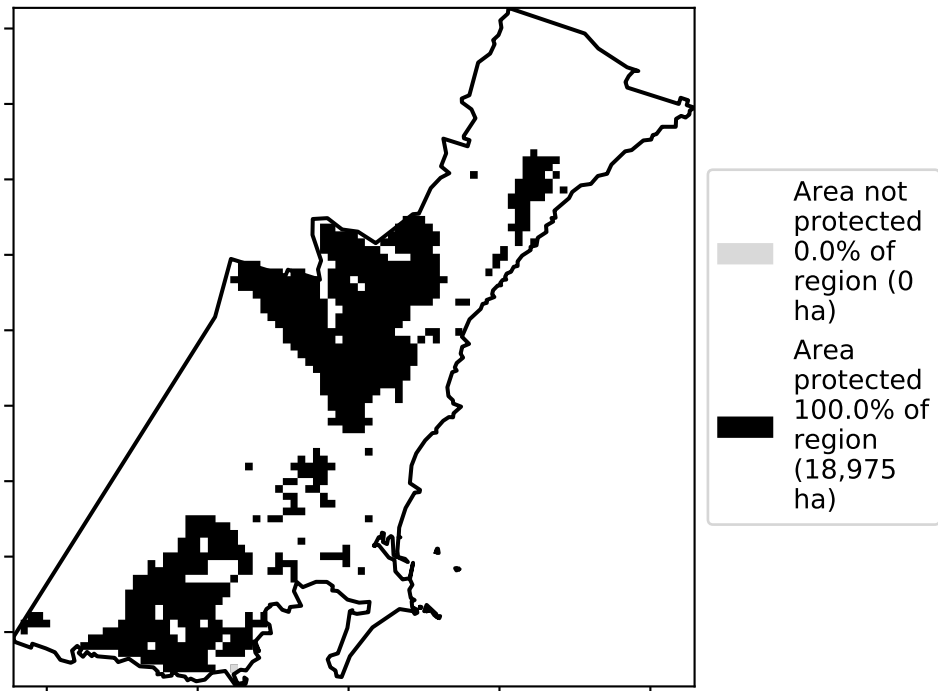 Area not
protected
0.0% of
region (0
ha)
Area
protected
100.0% of
region
(18,975
ha)